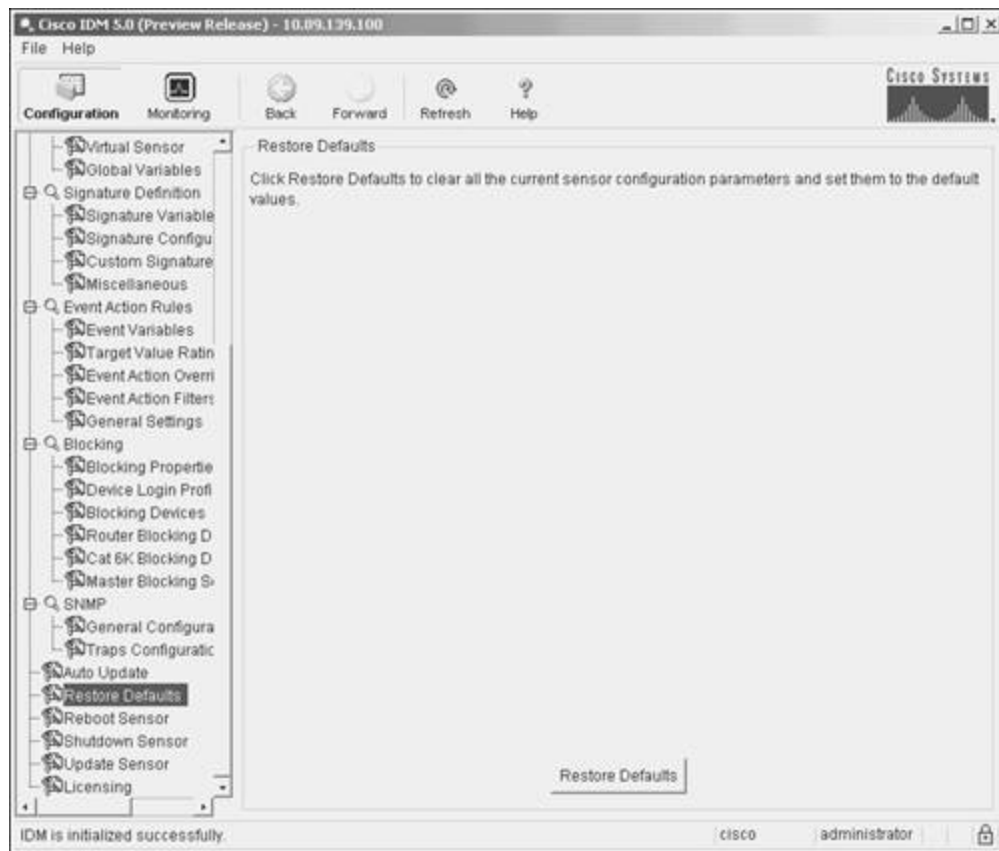 Cisco IDM 5.0 (Preview Release) - 10.89.139.100
File Help
Configuration Monitoring Back Forward Refresh Help
CISCO SYSTEMS
Virtual Sensor
Global Variables
Signature Definition
Signature Variable
Signature Configu
Custom Signature
Miscellaneous
Event Action Rules
Event Variables
Target Value Ratin
Event Action Overri
Event Action Filters
General Settings
Blocking
Blocking Propertie
Device Login Profi
Blocking Devices
Router Blocking D
Cat 6K Blocking D
Master Blocking Se
SNMP
General Configura
Traps Configuratic
Auto Update
Restore Defaults
Reboot Sensor
Shutdown Sensor
Update Sensor
Licensing
Restore Defaults
Click Restore Defaults to clear all the current sensor configuration parameters and set them to the default
values.
Restore Defaults
IDM is initialized successfully.
cisco administrator